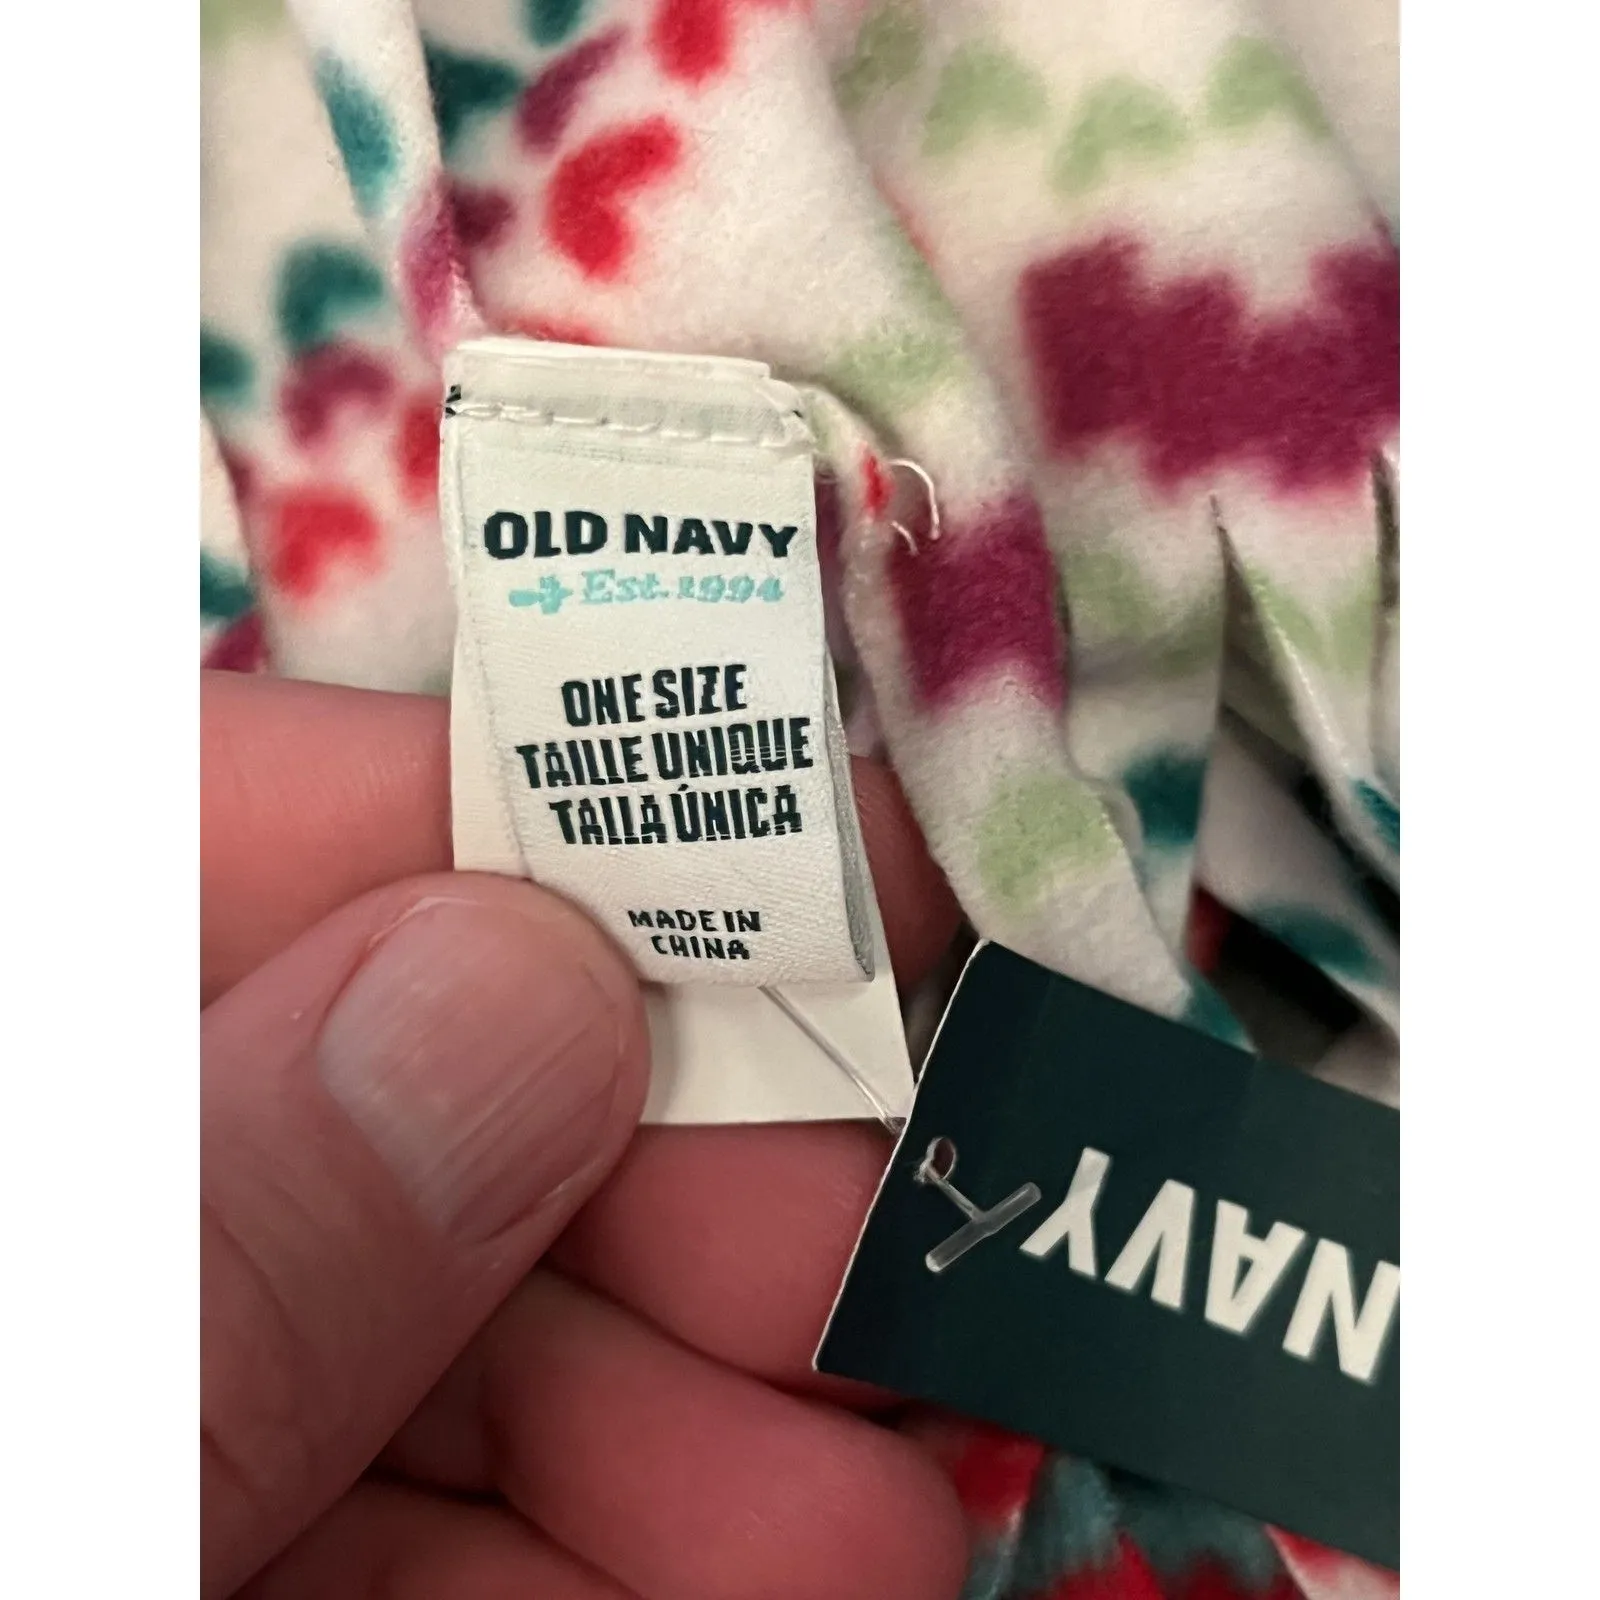 OLD NAVY
Est. 1994
ONE SIZE
TAILLE UNIQUE
TALLA ÚNICA
MADE IN
CHINA
NAVY